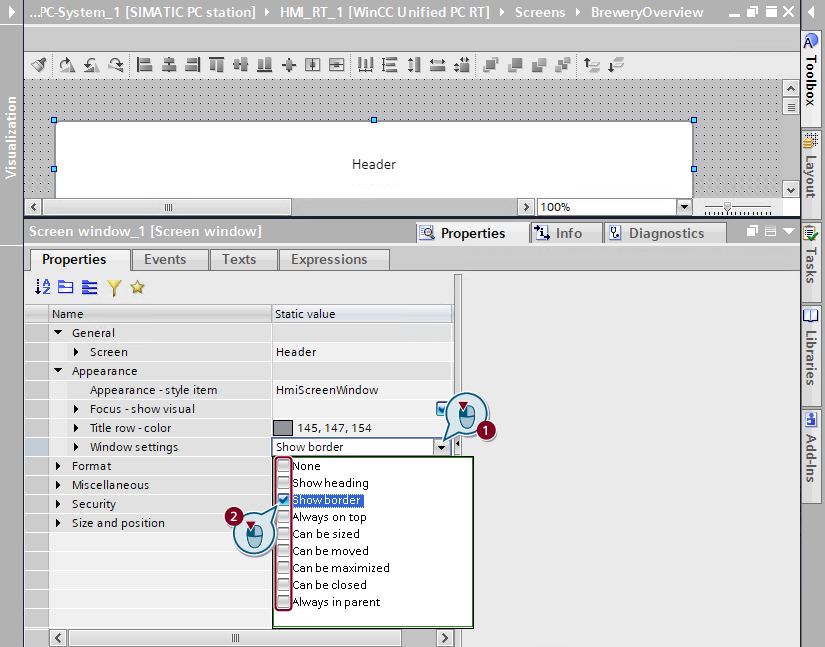 ...PC-System_1 [SIMATIC PC station] HMI_RT_1 [WinCC Unified PC RT] Screens BreweryOverview
Visualization
Header
100%
Toolbox
Layout
Tasks
Libraries
Add-Ins
Screen window_1 [Screen window]
Properties Info Diagnostics
Properties Events Texts Expressions
Name Static value
General
Screen Header
Appearance
Appearance - style item HmiScreenWindow
Focus - show visual
Title row - color 145, 147, 154
Window settings Show border
1
Format
Miscellaneous
Security
Size and position
None
Show heading
Show border
2
Always on top
Can be sized
Can be moved
Can be maximized
Can be closed
Always in parent